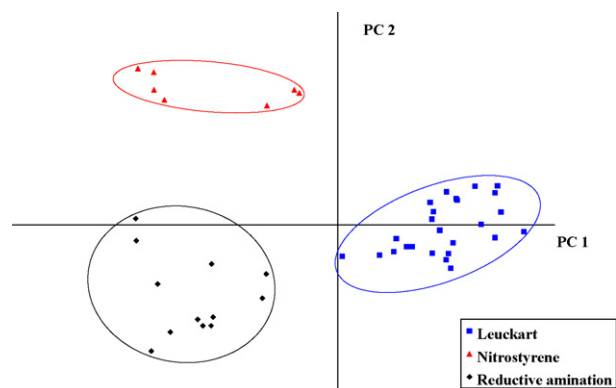 PC 2
PC 1
Leuckart
Nitrostyrene
Reductive amination